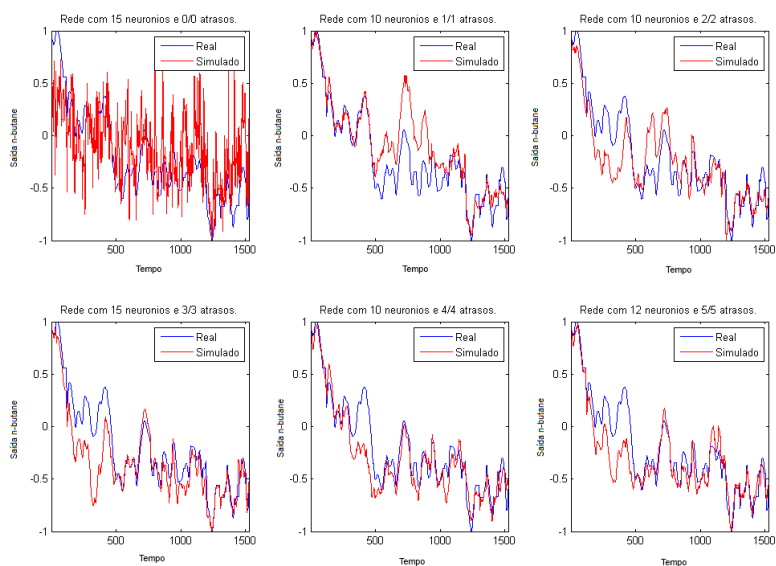 Rede com 15 neuronios e 0/0 atrasos.
1
0.5
0
-0.5
-1
Saída n-butane
500
1000
1500
Tempo
Real
Simulado
Rede com 10 neuronios e 1/1 atrasos.
1
0.5
0
-0.5
-1
Saída n-butane
500
1000
1500
Tempo
Real
Simulado
Rede com 10 neuronios e 2/2 atrasos.
1
0.5
0
-0.5
-1
Saída n-butane
500
1000
1500
Tempo
Real
Simulado
Rede com 15 neuronios e 3/3 atrasos.
1
0.5
0
-0.5
-1
Saída n-butane
500
1000
1500
Tempo
Real
Simulado
Rede com 10 neuronios e 4/4 atrasos.
1
0.5
0
-0.5
-1
Saída n-butane
500
1000
1500
Tempo
Real
Simulado
Rede com 12 neuronios e 5/5 atrasos.
1
0.5
0
-0.5
-1
Saída n-butane
500
1000
1500
Tempo
Real
Simulado